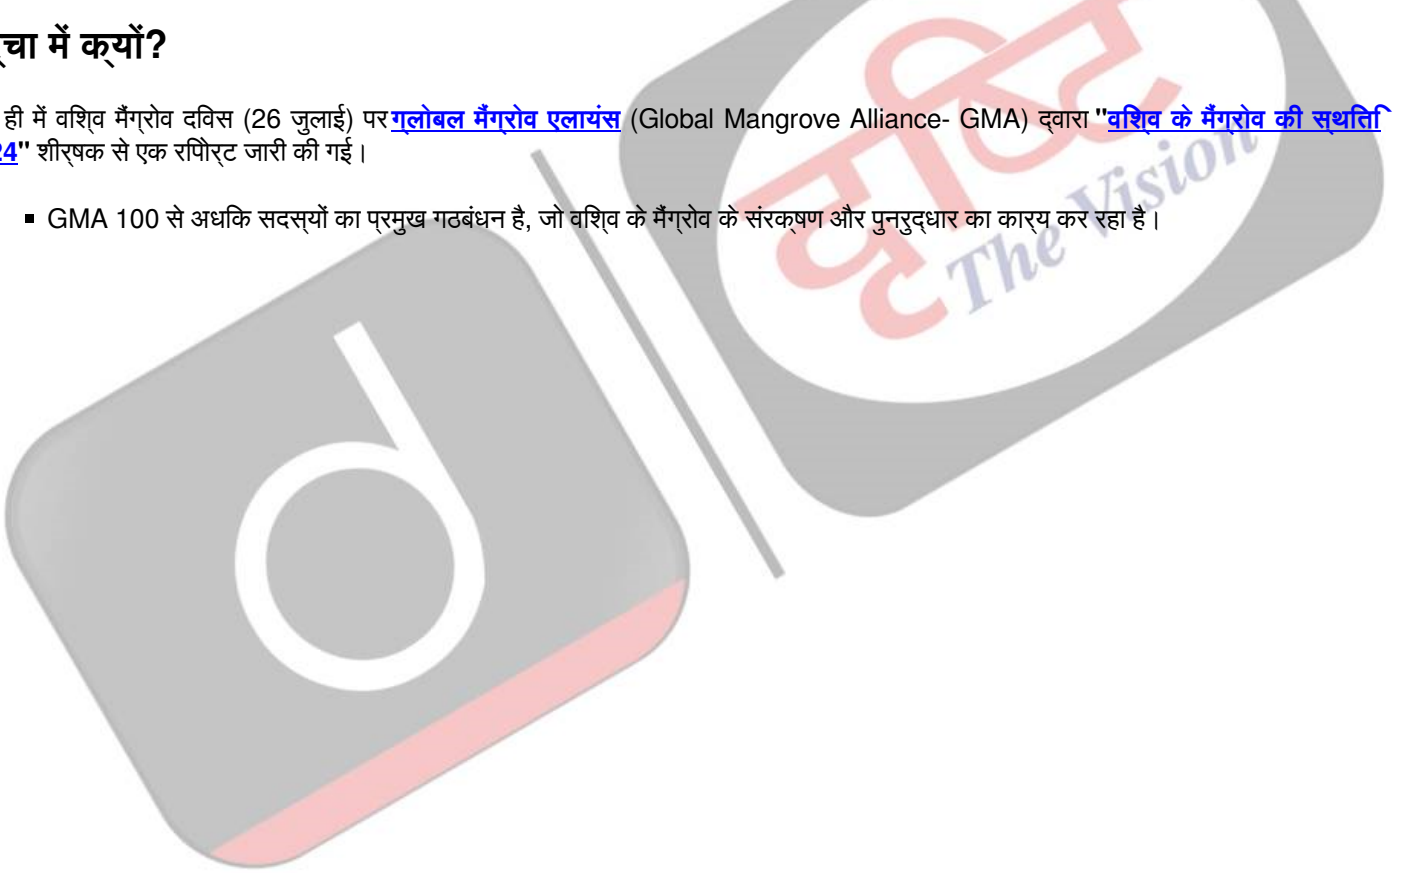 र्चा में क्यों?
ही में विश्व मैंग्रोव दिवस (26 जुलाई) पर ग्लोबल मैंग्रोव एलायंस (Global Mangrove Alliance- GMA) द्वारा "विश्व के मैंग्रोव की स्थिति
24" शीर्षक से एक रिपोर्ट जारी की गई।
▪ GMA 100 से अधिक सदस्यों का प्रमुख गठबंधन है, जो विश्व के मैंग्रोव के संरक्षण और पुनरुद्धार का कार्य कर रहा है।
d
दृष्टि
The Vision